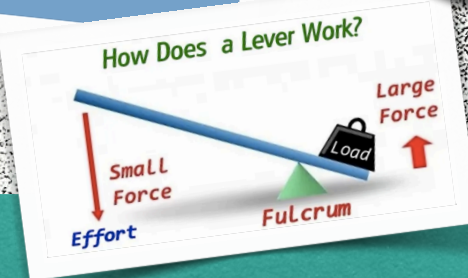 How Does a Lever Work?
Large
Force
Load
Small
Force
Fulcrum
Effort